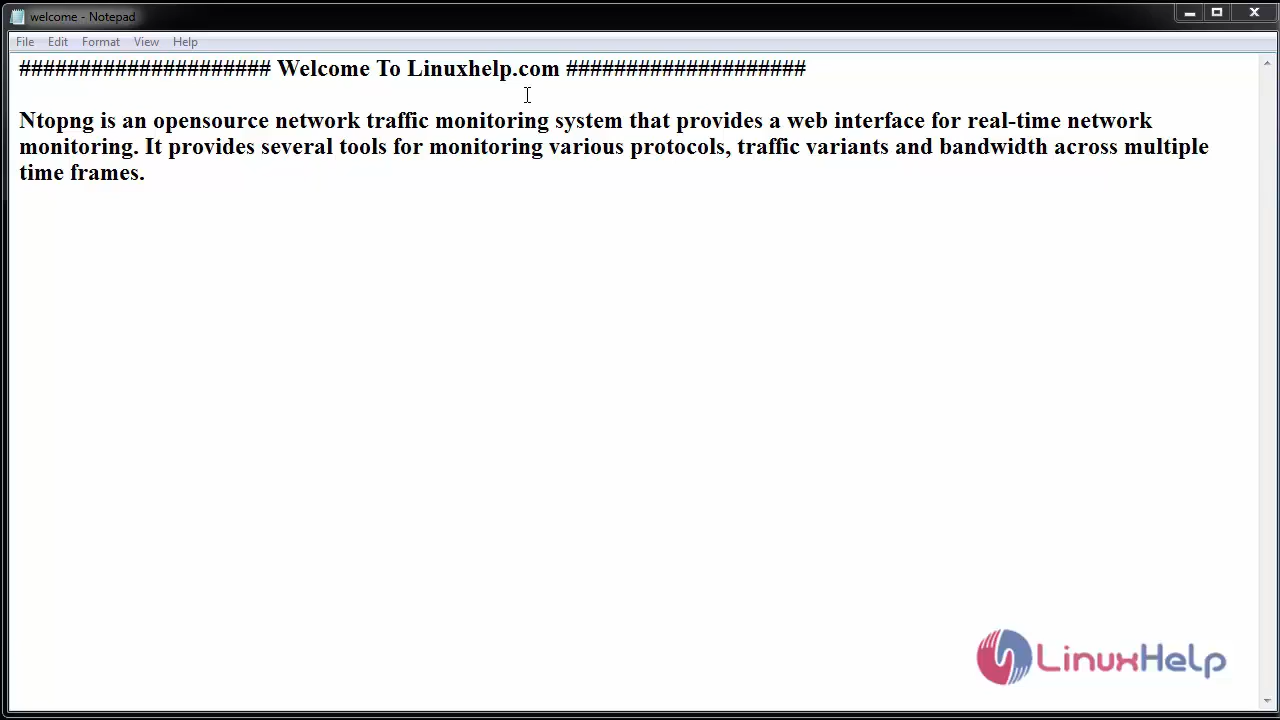 welcome - Notepad
File Edit Format View Help
##################### Welcome To Linuxhelp.com ####################
Ntopng is an opensource network traffic monitoring system that provides a web interface for real-time network
monitoring. It provides several tools for monitoring various protocols, traffic variants and bandwidth across multiple
time frames.
LinuxHelp